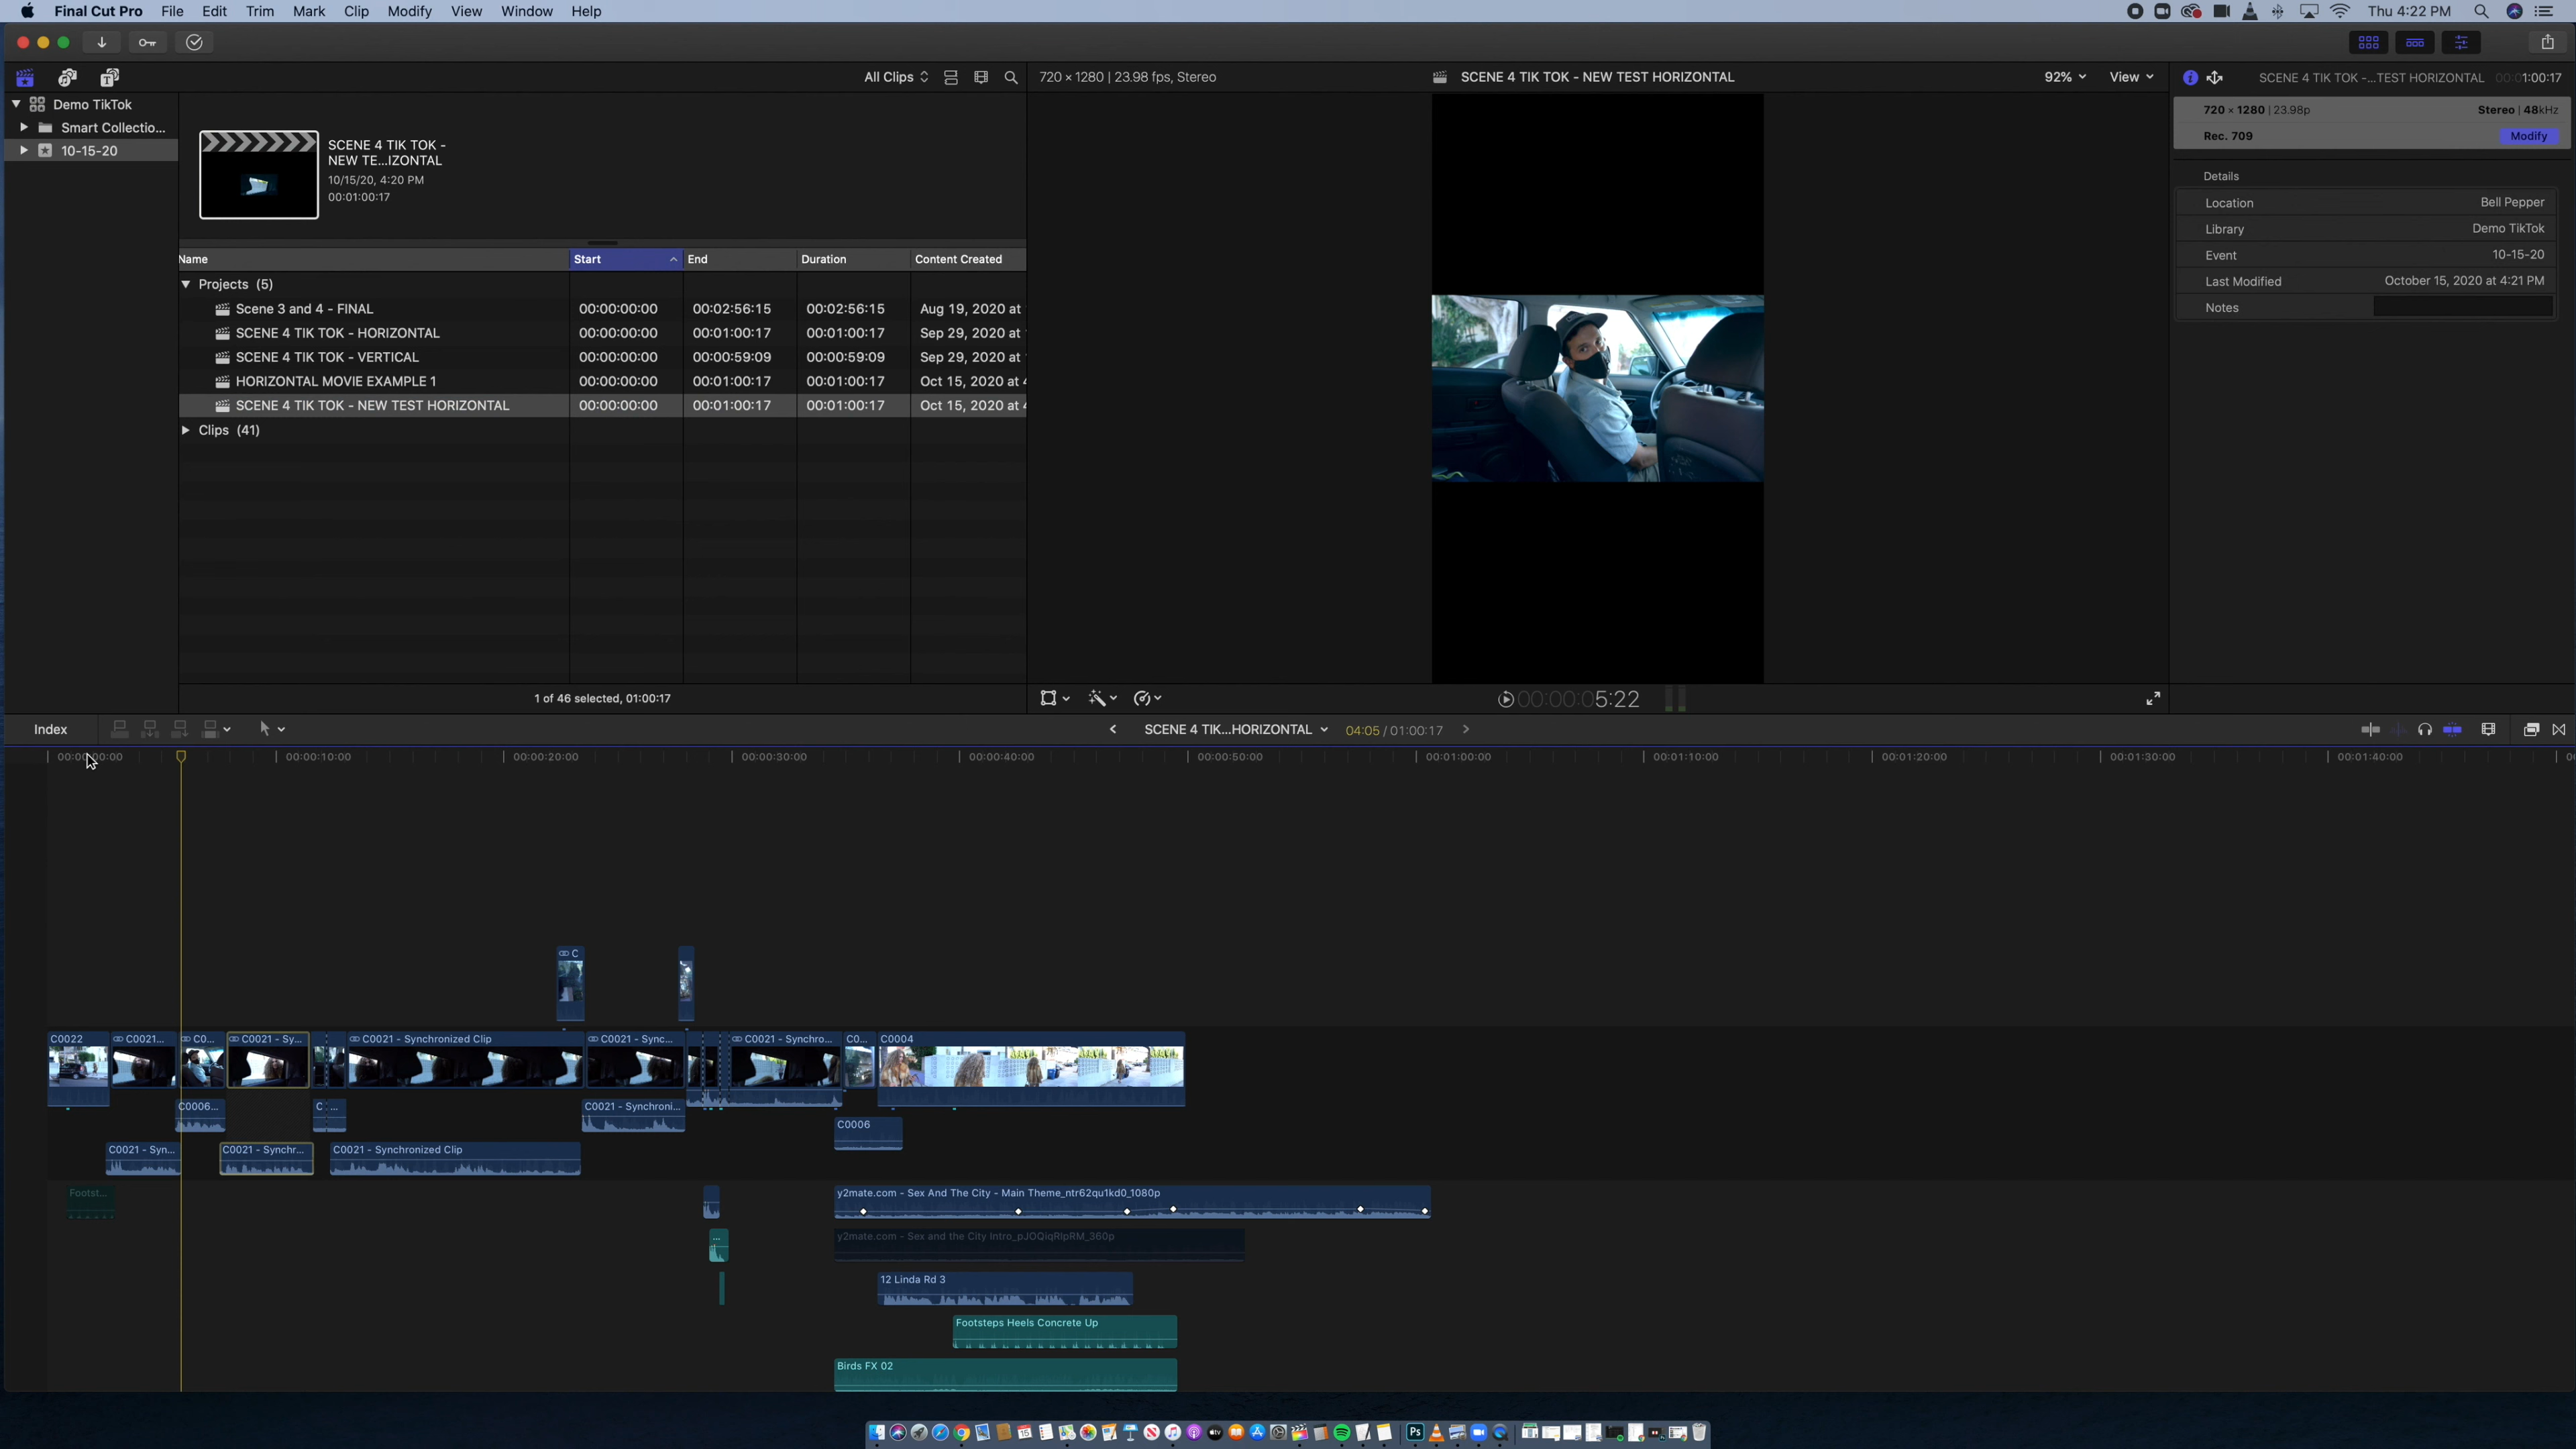 Final Cut Pro File Edit Trim Mark Clip Modify View Window Help Thu 4:22 PM
All Clips 720 × 1280 | 23.98 fps, Stereo SCENE 4 TIK TOK - NEW TEST HORIZONTAL 92% View SCENE 4 TIK TOK -...TEST HORIZONTAL 00:01:00:17
Demo TikTok
Smart Collectio...
10-15-20
SCENE 4 TIK TOK -
NEW TE...IZONTAL
10/15/20, 4:20 PM
00:01:00:17
Name Start End Duration Content Created
Projects (5)
Scene 3 and 4 - FINAL 00:00:00:00 00:02:56:15 00:02:56:15 Aug 19, 2020 at
SCENE 4 TIK TOK - HORIZONTAL 00:00:00:00 00:01:00:17 00:01:00:17 Sep 29, 2020 at
SCENE 4 TIK TOK - VERTICAL 00:00:00:00 00:00:59:09 00:00:59:09 Sep 29, 2020 at
HORIZONTAL MOVIE EXAMPLE 1 00:00:00:00 00:01:00:17 00:01:00:17 Oct 15, 2020 at 4
SCENE 4 TIK TOK - NEW TEST HORIZONTAL 00:00:00:00 00:01:00:17 00:01:00:17 Oct 15, 2020 at 4
Clips (41)
1 of 46 selected, 01:00:17
720 × 1280 | 23.98p Stereo | 48kHz
Rec. 709 Modify
Details
Location Bell Pepper
Library Demo TikTok
Event 10-15-20
Last Modified October 15, 2020 at 4:21 PM
Notes
00:00:05:22
Index SCENE 4 TIK...HORIZONTAL 04:05 / 01:00:17
00:00:10:00 00:00:20:00 00:00:30:00 00:00:40:00 00:00:50:00 00:01:00:00 00:01:10:00 00:01:20:00 00:01:30:00 00:01:40:00
C
C0022 C0021... C0... C0021 - Sy... C0021 - Synchronized Clip C0021 - Sync... C0021 - Synchro... C0... C0004
C0006... C ... C0021 - Synchroni...
C0006
C0021 - Syn... C0021 - Synchr... C0021 - Synchronized Clip
Footst... y2mate.com - Sex And The City - Main Theme_ntr62qu1kd0_1080p
... y2mate.com - Sex and the City Intro_pJOQiqRlpRM_360p
12 Linda Rd 3
Footsteps Heels Concrete Up
Birds FX 02
15 Ps